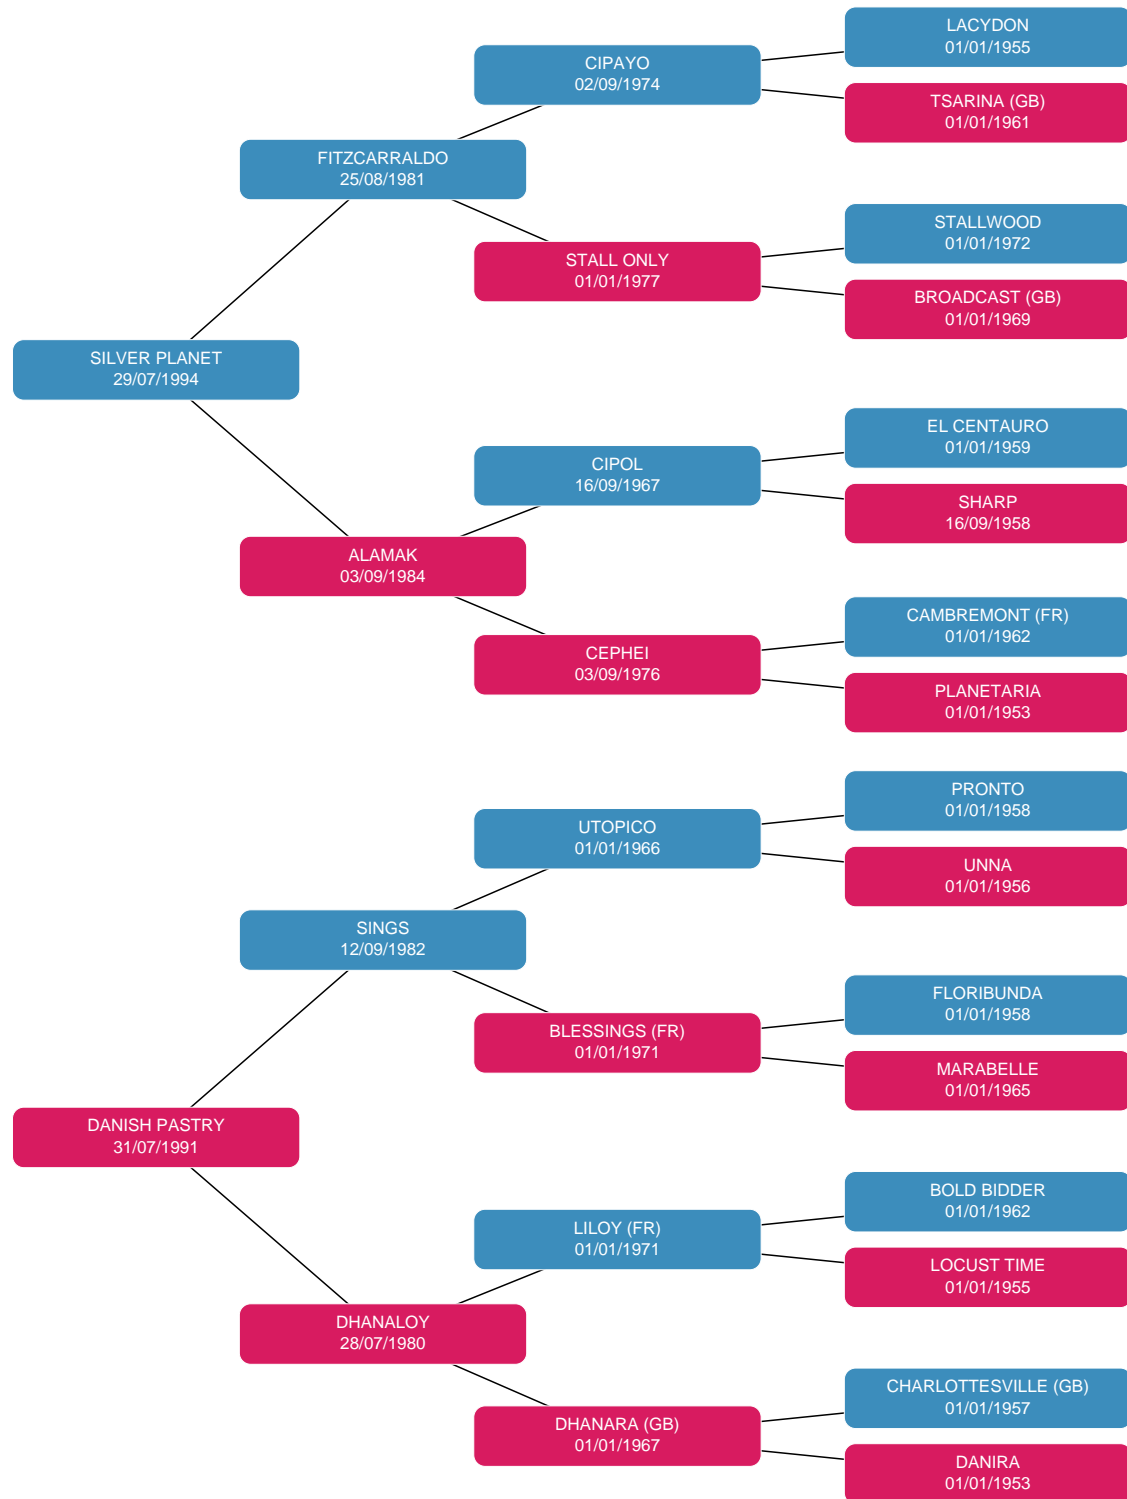 LACYDON
01/01/1955
CIPAYO
02/09/1974
TSARINA (GB)
01/01/1961
FITZCARRALDO
25/08/1981
STALLWOOD
01/01/1972
STALL ONLY
01/01/1977
BROADCAST (GB)
01/01/1969
SILVER PLANET
29/07/1994
EL CENTAURO
01/01/1959
CIPOL
16/09/1967
SHARP
16/09/1958
ALAMAK
03/09/1984
CAMBREMONT (FR)
01/01/1962
CEPHEI
03/09/1976
PLANETARIA
01/01/1953
PRONTO
01/01/1958
UTOPICO
01/01/1966
UNNA
01/01/1956
SINGS
12/09/1982
FLORIBUNDA
01/01/1958
BLESSINGS (FR)
01/01/1971
MARABELLE
01/01/1965
DANISH PASTRY
31/07/1991
BOLD BIDDER
01/01/1962
LILOY (FR)
01/01/1971
LOCUST TIME
01/01/1955
DHANALOY
28/07/1980
CHARLOTTESVILLE (GB)
01/01/1957
DHANARA (GB)
01/01/1967
DANIRA
01/01/1953